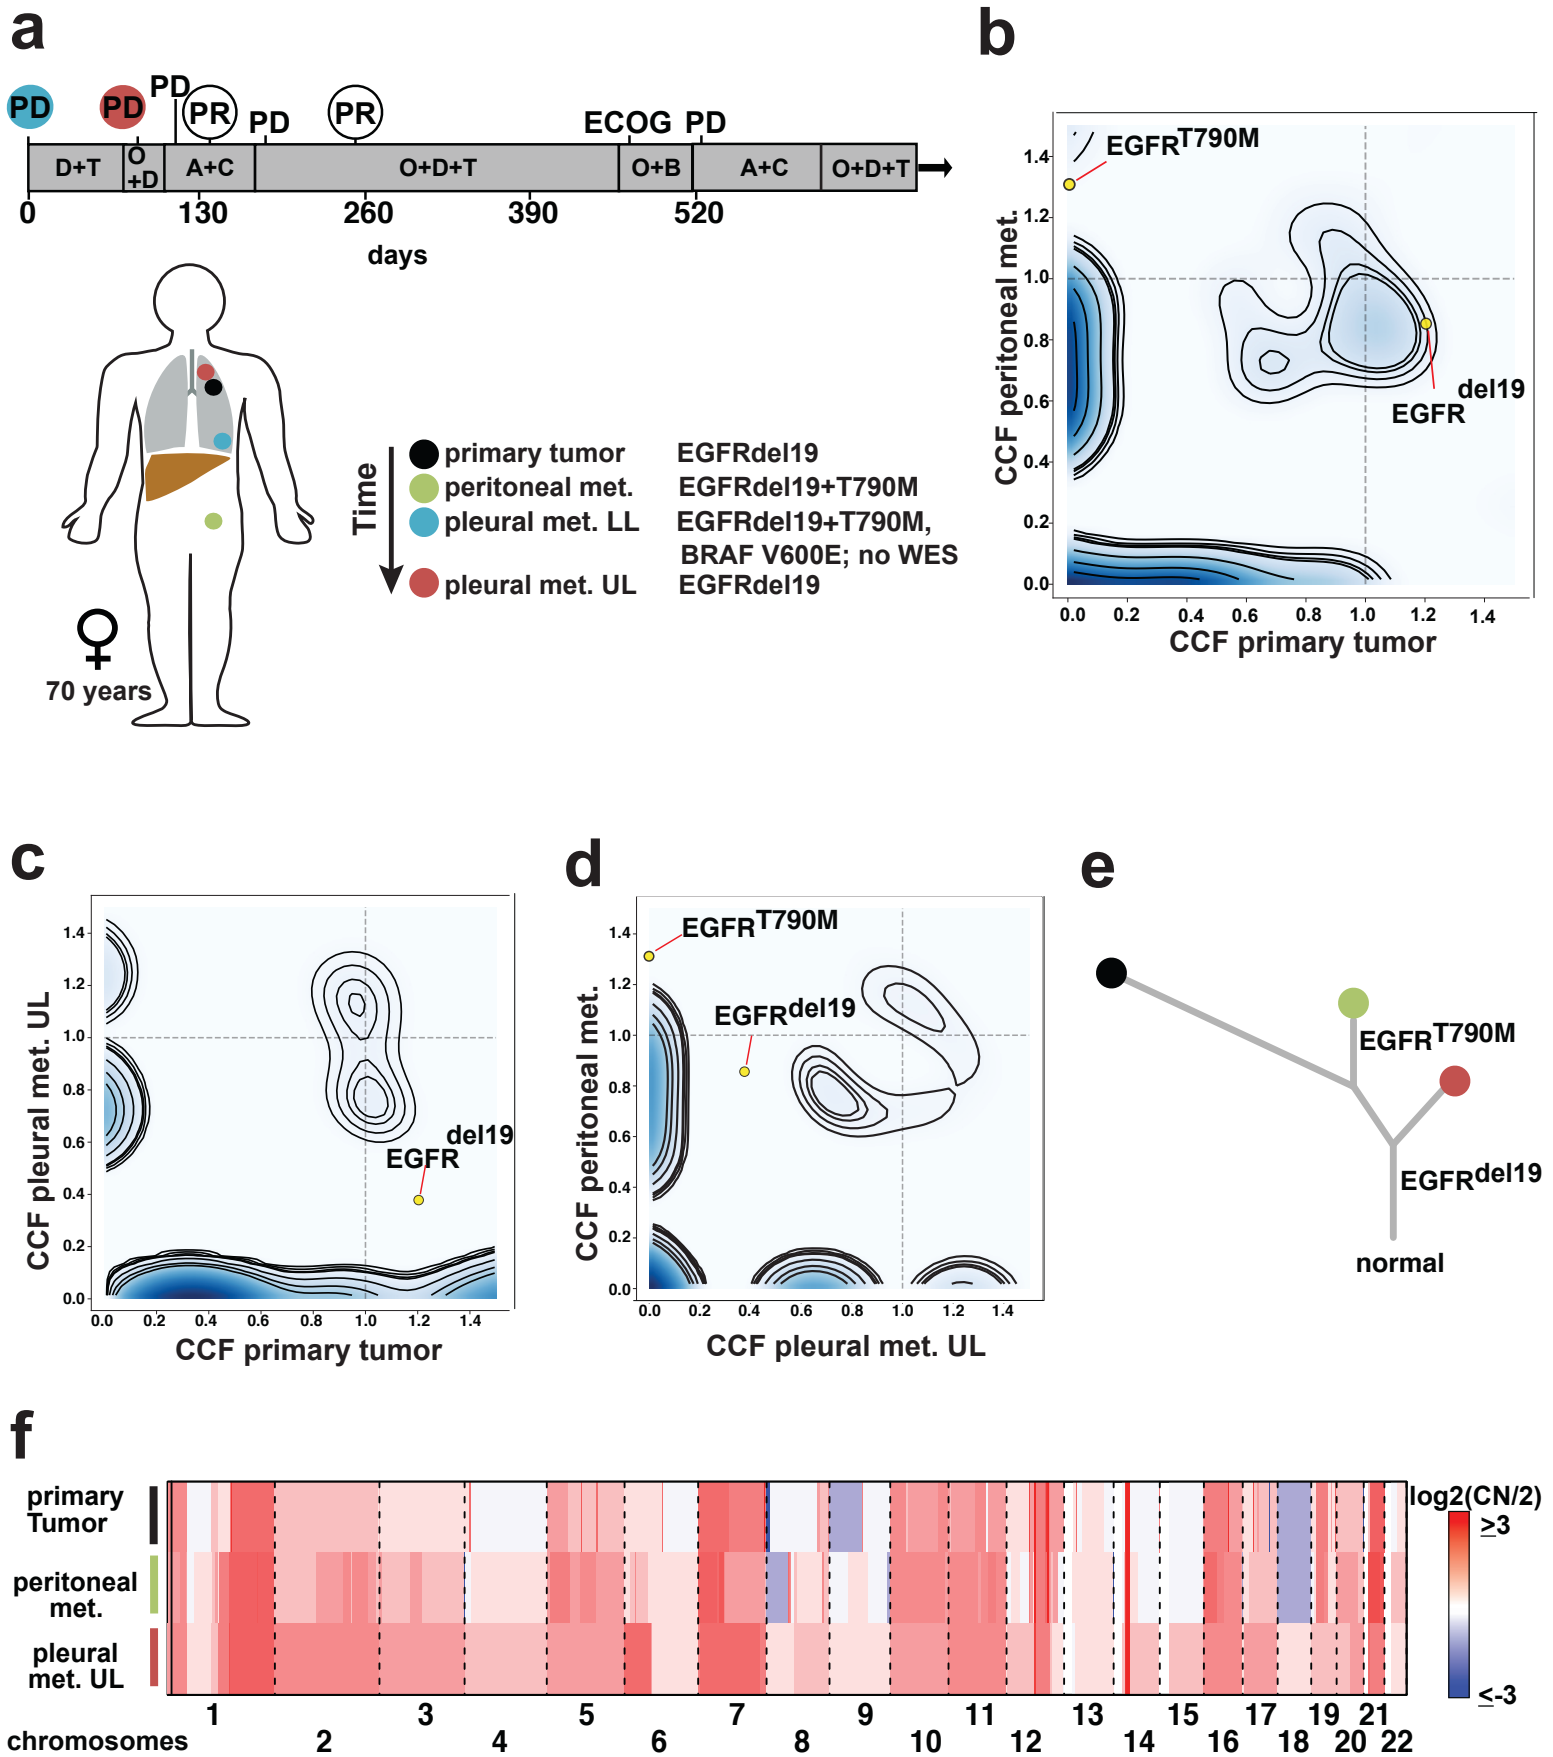 a
PD PD PD PR PD PR ECOG PD
D+T O+D A+C O+D+T O+B A+C O+D+T
0 130 260 390 520
days
Time
primary tumor EGFRdel19
peritoneal met. EGFRdel19+T790M
pleural met. LL EGFRdel19+T790M,
BRAF V600E; no WES
pleural met. UL EGFRdel19
♀
70 years
b
CCF peritoneal met.
1.4
1.2
1.0
0.8
0.6
0.4
0.2
0.0
EGFR T790M
EGFR del19
0.0 0.2 0.4 0.6 0.8 1.0 1.2 1.4
CCF primary tumor
c
CCF pleural met. UL
1.4
1.2
1.0
0.8
0.6
0.4
0.2
0.0
EGFR del19
0.0 0.2 0.4 0.6 0.8 1.0 1.2 1.4
CCF primary tumor
d
CCF peritoneal met.
1.4
1.2
1.0
0.8
0.6
0.4
0.2
0.0
EGFR T790M
EGFR del19
0.0 0.2 0.4 0.6 0.8 1.0 1.2 1.4
CCF pleural met. UL
e
EGFR T790M
EGFR del19
normal
f
primary
Tumor
peritoneal
met.
pleural
met. UL
log2(CN/2)
≥3
≤-3
1 3 5 7 9 11 13 15 17 19 21
chromosomes 2 4 6 8 10 12 14 16 18 20 22